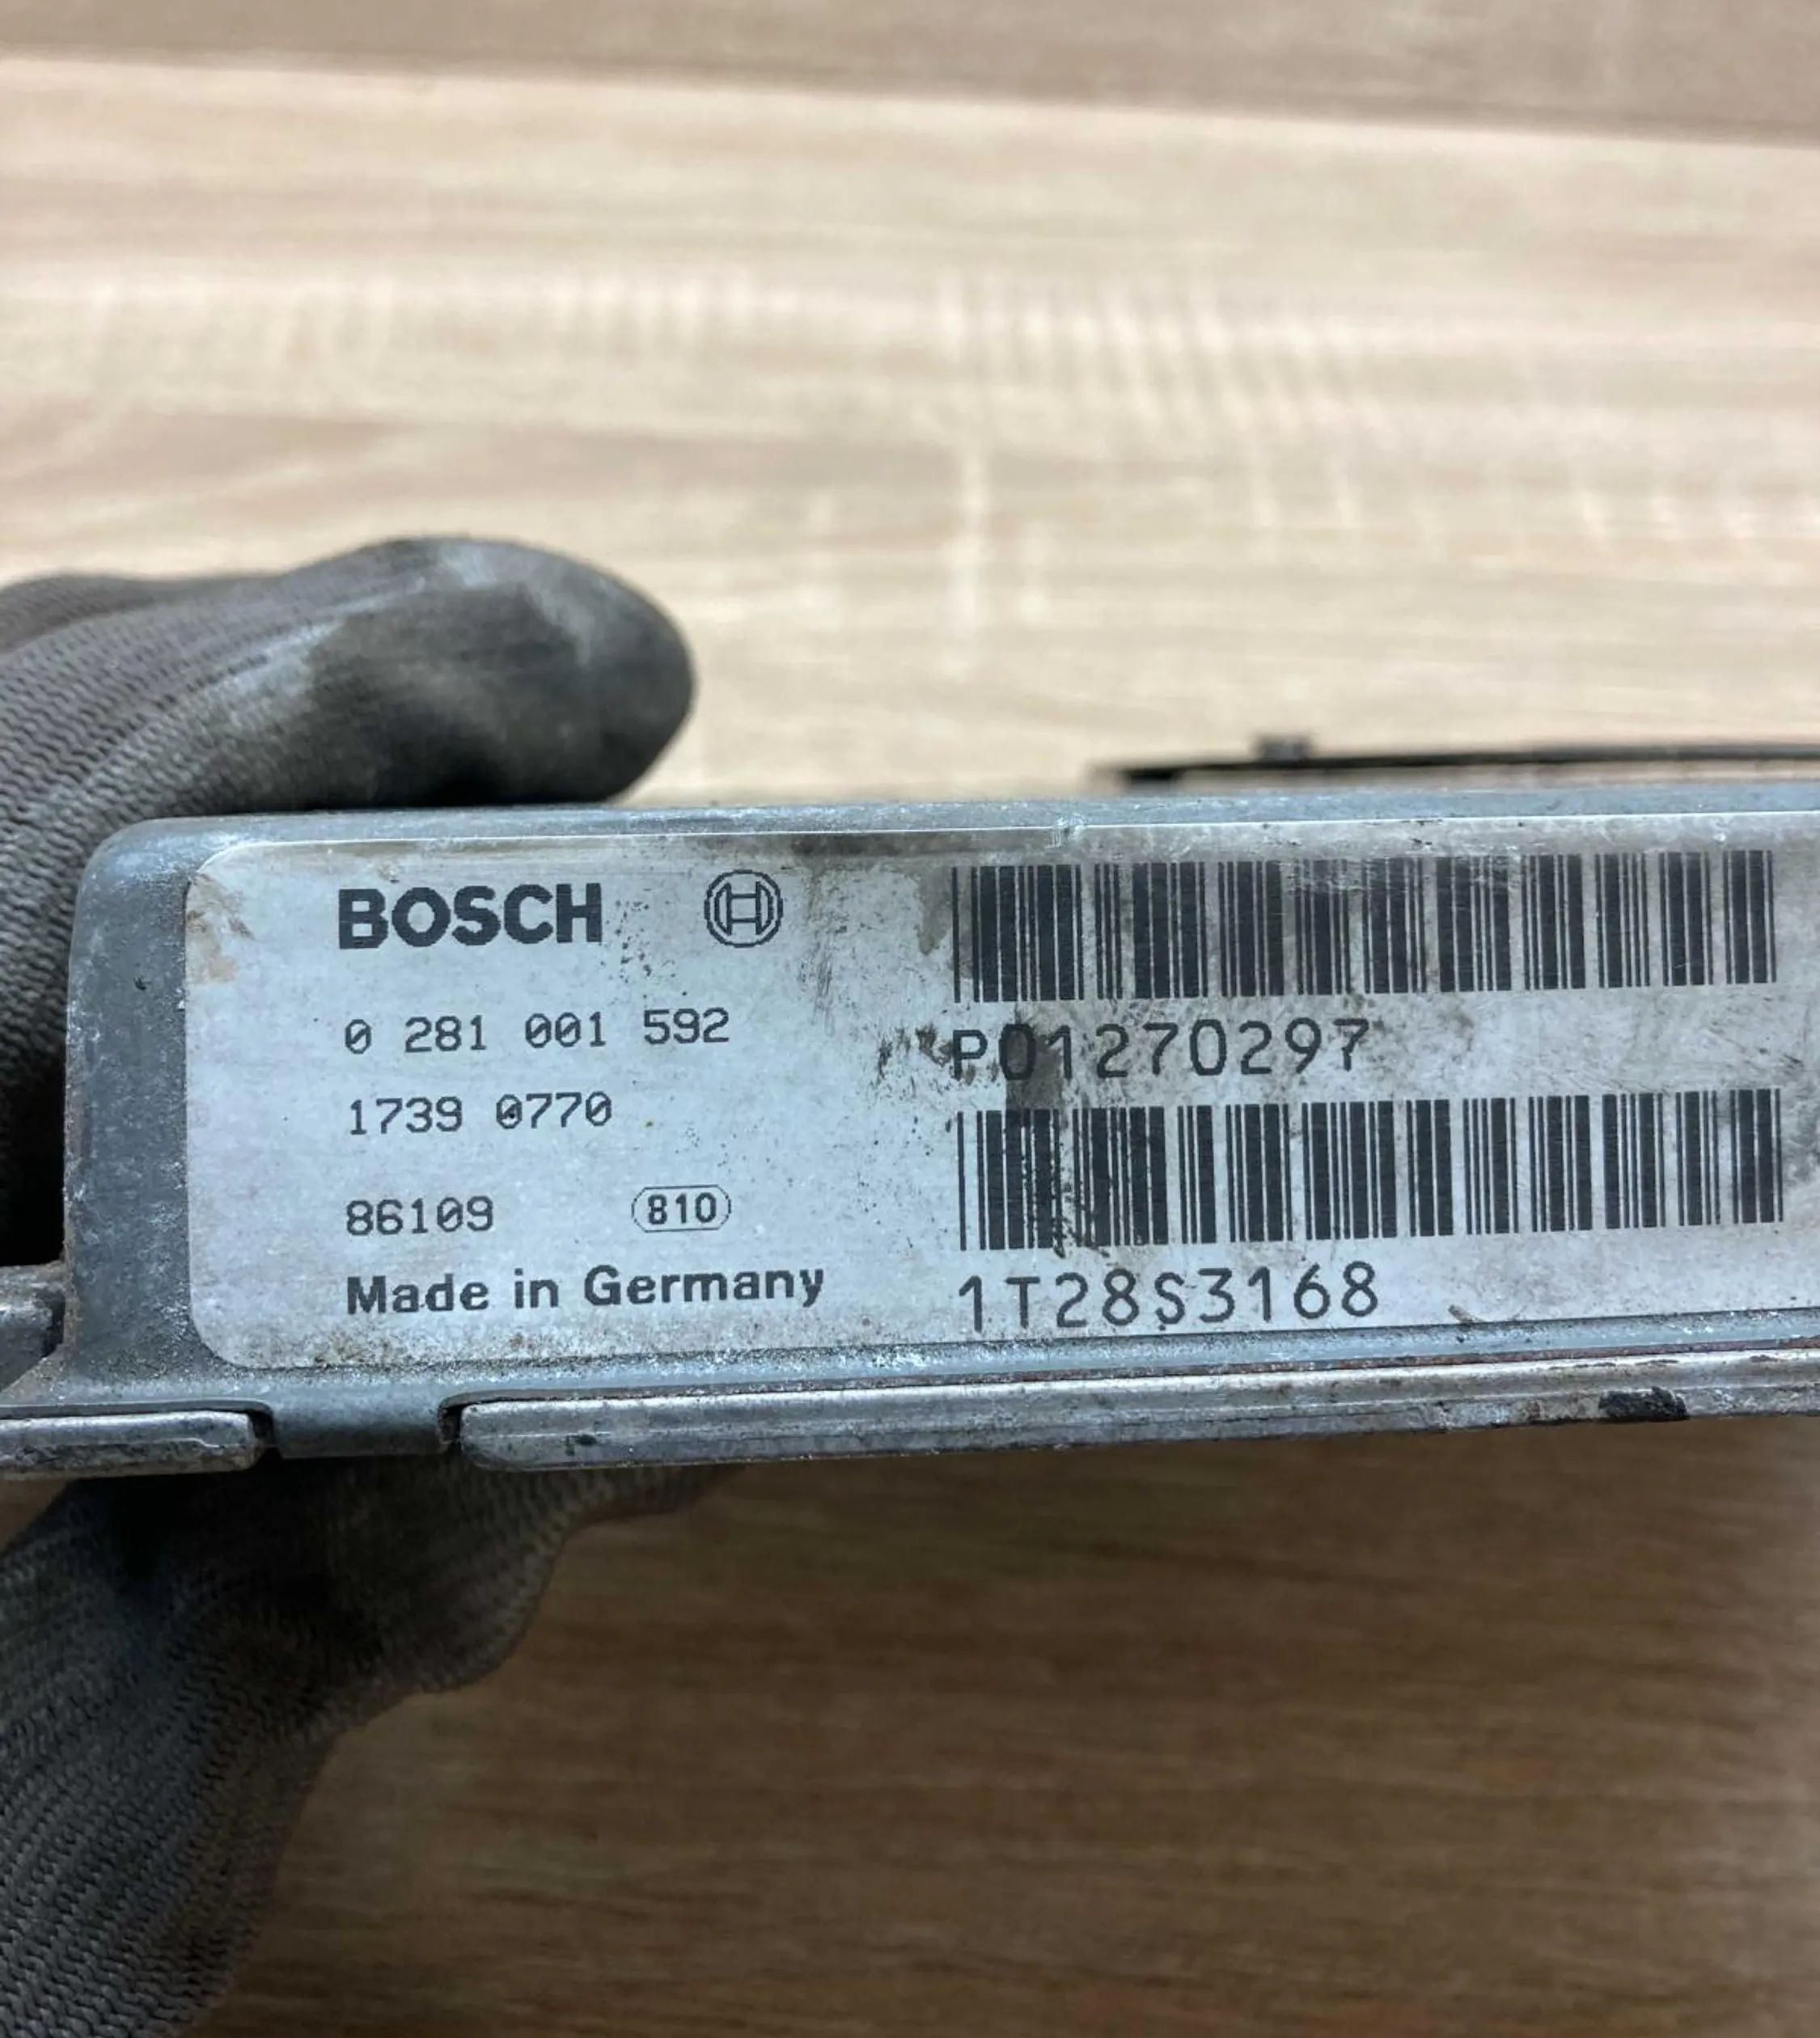 BOSCH
0 281 001 592
1739 0770
86109 810
Made in Germany
P01270297
1T28S3168